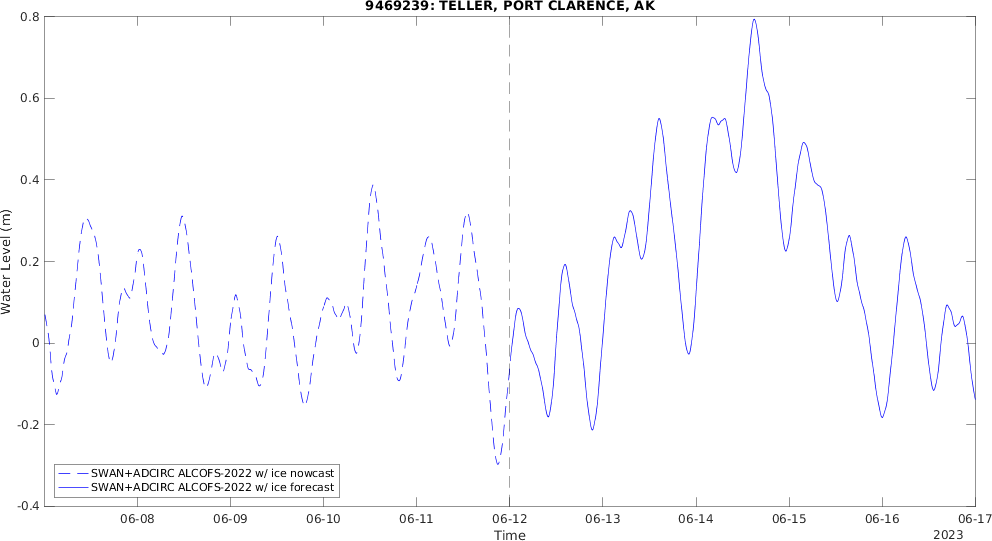 9469239: TELLER, PORT CLARENCE, AK
Water Level (m)
0.8
0.6
0.4
0.2
0
-0.2
-0.4
SWAN+ADCIRC ALCOFS-2022 w/ ice nowcast
SWAN+ADCIRC ALCOFS-2022 w/ ice forecast
06-08 06-09 06-10 06-11 06-12 06-13 06-14 06-15 06-16 06-17
Time
2023